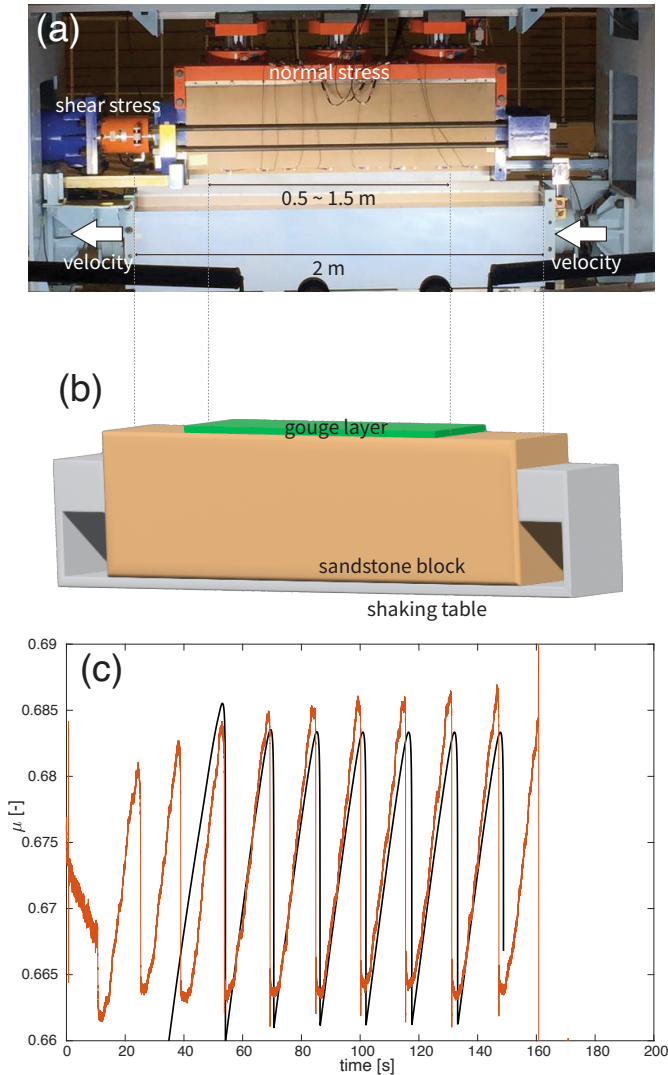 (a)
normal stress
shear stress
0.5 ~ 1.5 m
velocity
velocity
2 m
(b)
gouge layer
sandstone block
shaking table
(c)
0.69
0.685
0.68
0.675
0.67
0.665
0.66
μ [-]
0 20 40 60 80 100 120 140 160 180 200
time [s]